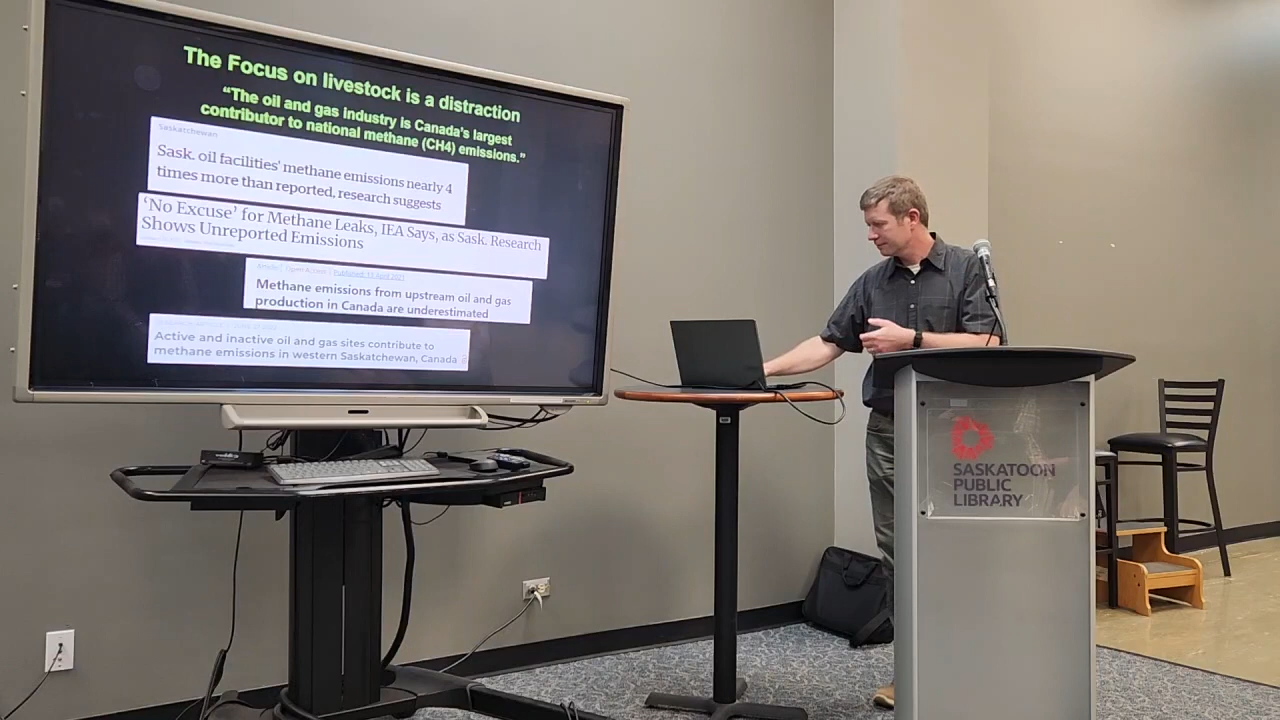 The Focus on livestock is a distraction
“The oil and gas industry is Canada's largest
contributor to national methane (CH4) emissions.”
Saskatchewan
Sask. oil facilities' methane emissions nearly 4
times more than reported, research suggests
‘No Excuse’ for Methane Leaks, IEA Says, as Sask. Research
Shows Unreported Emissions
Article | Open Access | Published: 13 April 2021
Methane emissions from upstream oil and gas
production in Canada are underestimated
Active and inactive oil and gas sites contribute to
methane emissions in western Saskatchewan, Canada
SASKATOON
PUBLIC
LIBRARY